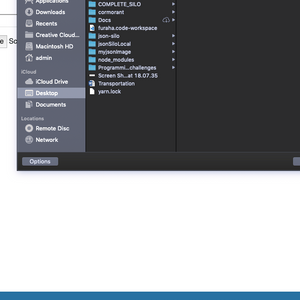 Applications
Downloads
Recents
Creative Cloud...
Macintosh HD
admin
iCloud
iCloud Drive
Desktop
Documents
Locations
Remote Disc
Network
COMPLETE_SILO
cormorant
Docs
furaha.code-workspace
json-silo
jsonSiloLocal
myjsonimage
node_modules
Programmi...challenges
Screen Sh...at 18.07.35
Transportation
yarn.lock
Options